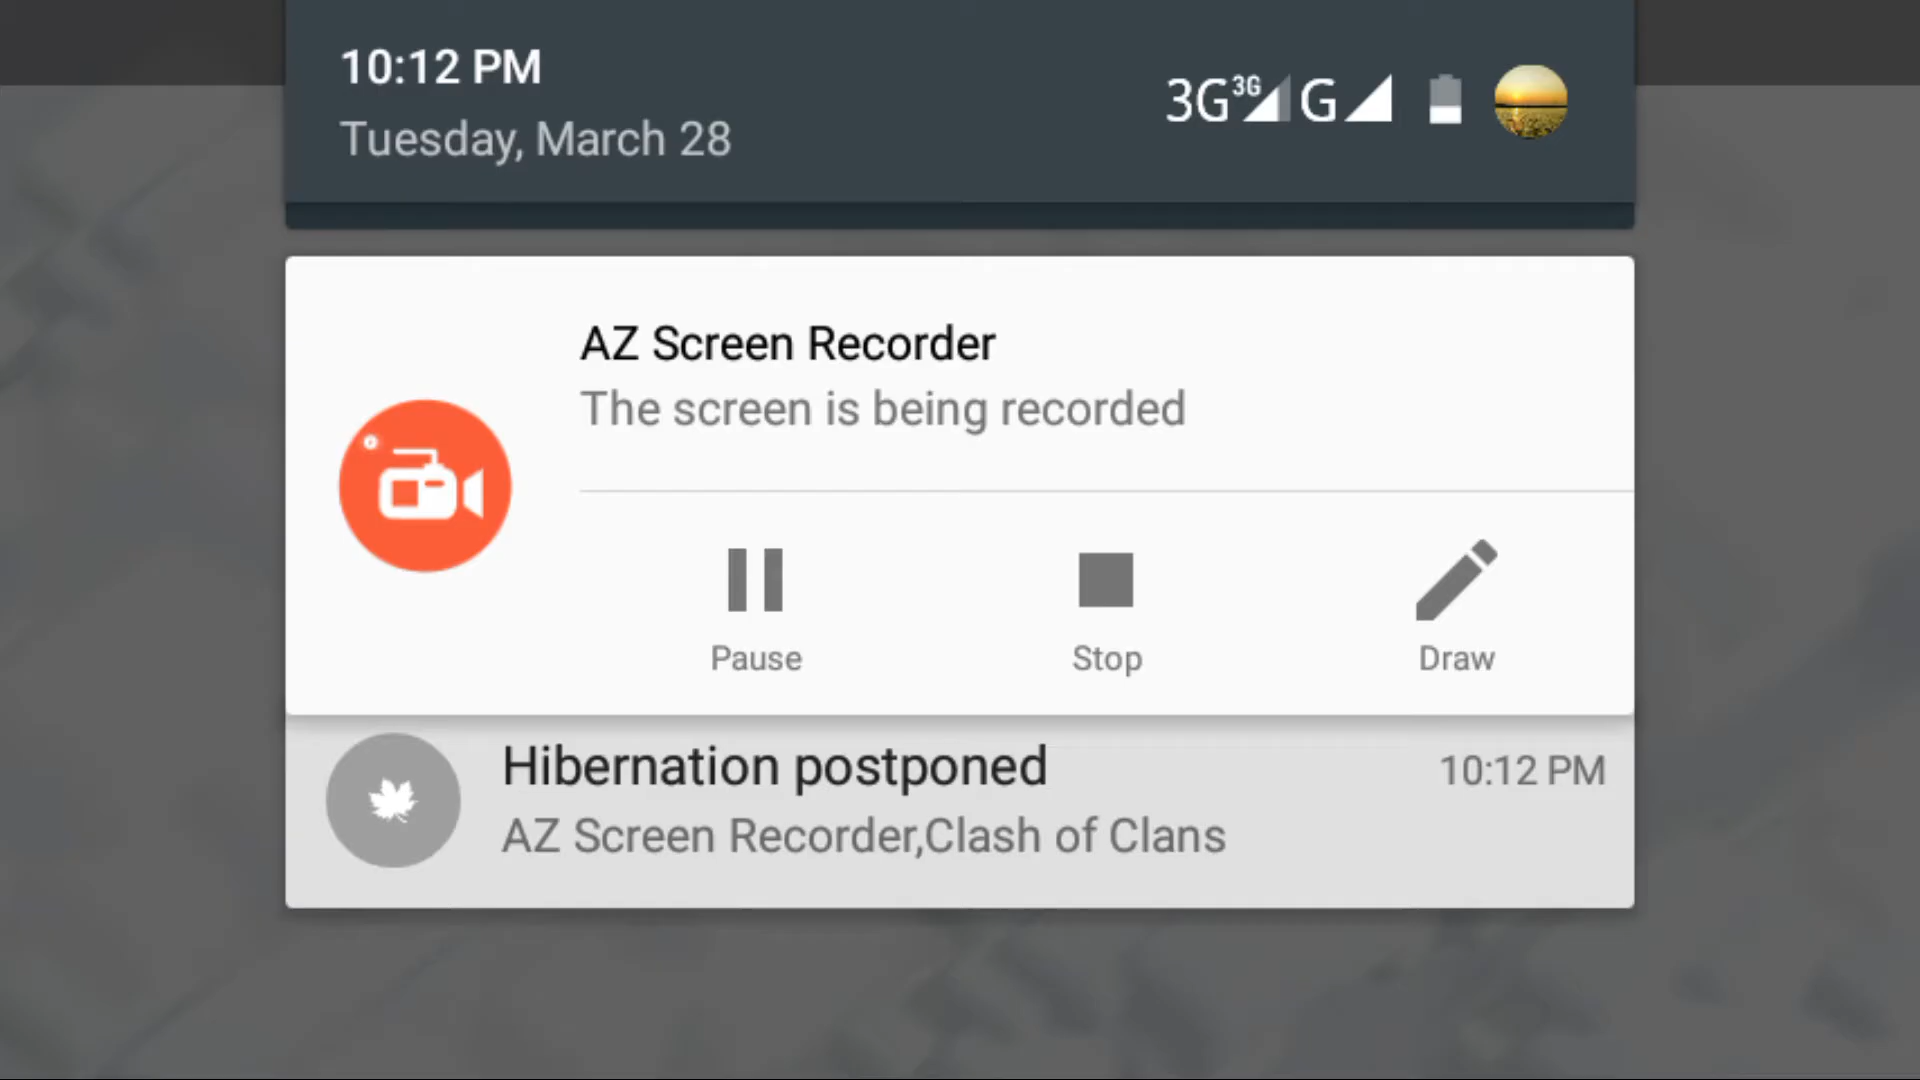 10:12 PM
3G 3G G
Tuesday, March 28
AZ Screen Recorder
The screen is being recorded
Pause Stop Draw
Hibernation postponed 10:12 PM
AZ Screen Recorder,Clash of Clans